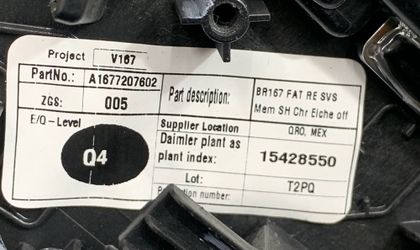 Project V167
PartNo.: A1677207602
ZGS: 005
E/Q-Level
Q4
Part description: BR167 FAT RE SVS
Mem SH Chr Eiche off
Supplier Location QRO, MEX
Daimler plant as
plant index: 15428550
Lot: T2PQ
number: